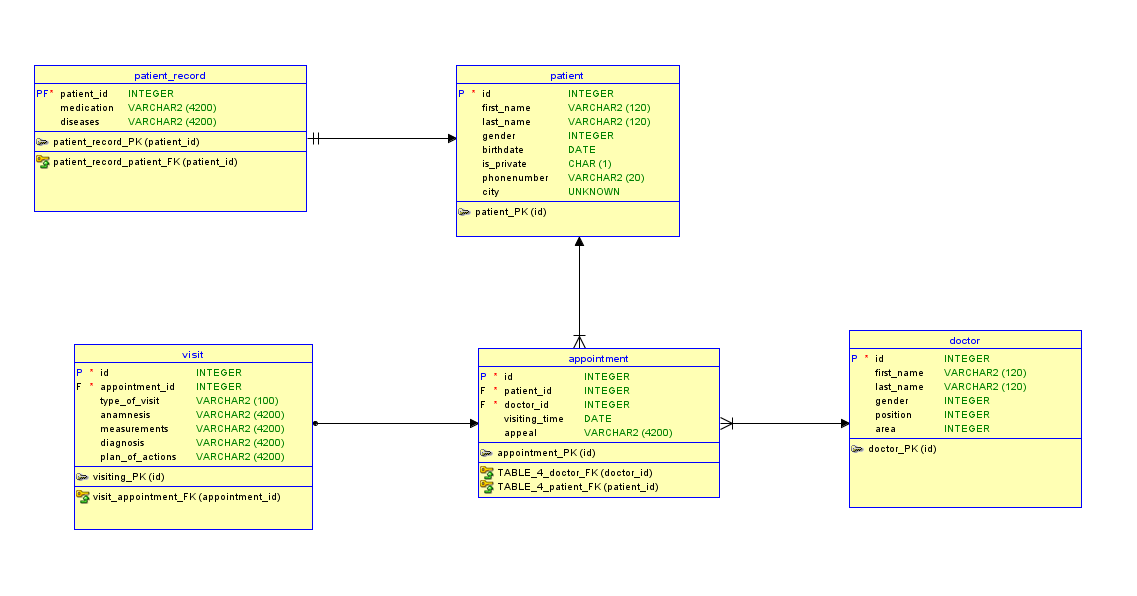 patient_record
PF* patient_id INTEGER
medication VARCHAR2 (4200)
diseases VARCHAR2 (4200)
patient_record_PK (patient_id)
patient_record_patient_FK (patient_id)
patient
P * id INTEGER
first_name VARCHAR2 (120)
last_name VARCHAR2 (120)
gender INTEGER
birthdate DATE
is_private CHAR (1)
phonenumber VARCHAR2 (20)
city UNKNOWN
patient_PK (id)
visit
P * id INTEGER
F * appointment_id INTEGER
type_of_visit VARCHAR2 (100)
anamnesis VARCHAR2 (4200)
measurements VARCHAR2 (4200)
diagnosis VARCHAR2 (4200)
plan_of_actions VARCHAR2 (4200)
visiting_PK (id)
visit_appointment_FK (appointment_id)
appointment
P * id INTEGER
F * patient_id INTEGER
F * doctor_id INTEGER
visiting_time DATE
appeal VARCHAR2 (4200)
appointment_PK (id)
TABLE_4_doctor_FK (doctor_id)
TABLE_4_patient_FK (patient_id)
doctor
P * id INTEGER
first_name VARCHAR2 (120)
last_name VARCHAR2 (120)
gender INTEGER
position INTEGER
area INTEGER
doctor_PK (id)